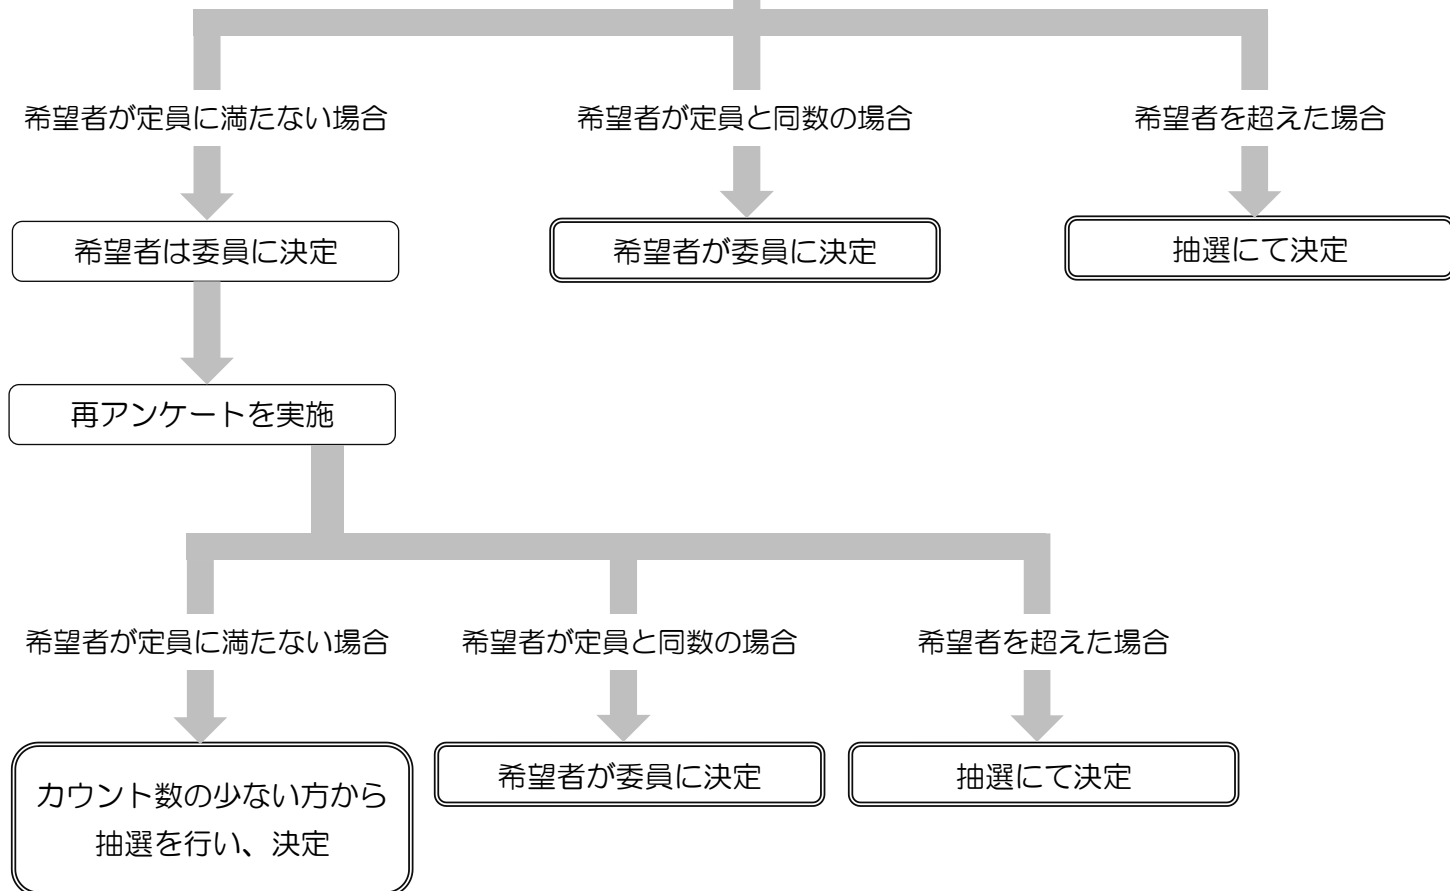 希望者が定員に満たない場合
希望者が定員と同数の場合
希望者を超えた場合
希望者は委員に決定
希望者が委員に決定
抽選にて決定
再アンケートを実施
希望者が定員に満たない場合
希望者が定員と同数の場合
希望者を超えた場合
カウント数の少ない方から
抽選を行い、決定
希望者が委員に決定
抽選にて決定